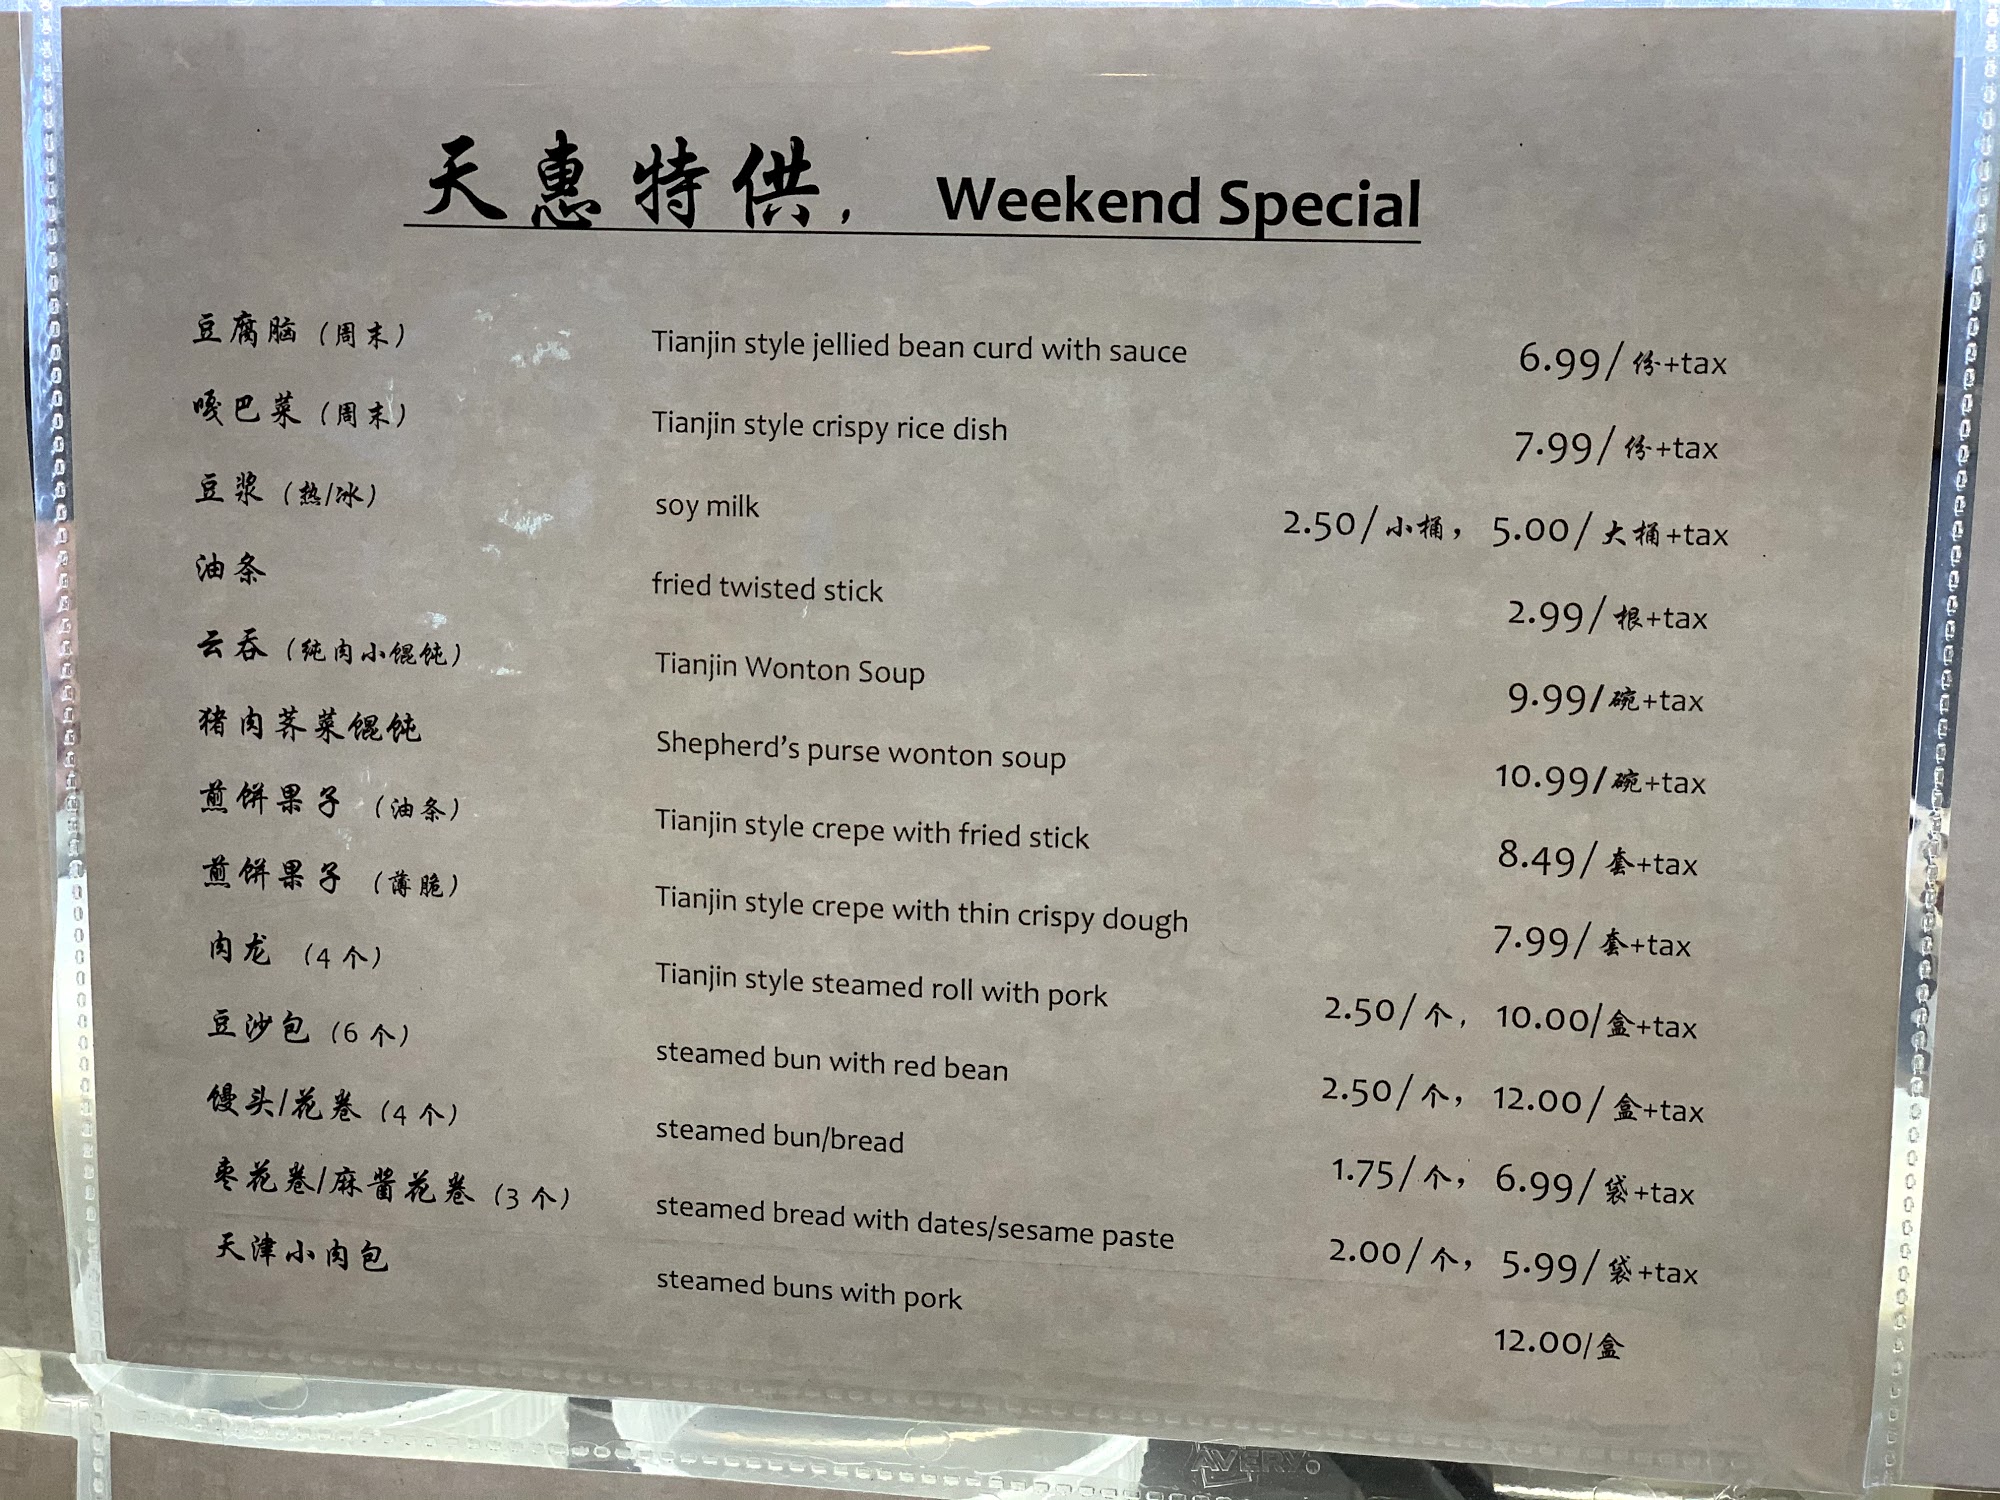 天惠特供， Weekend Special
豆腐脑（周末） Tianjin style jellied bean curd with sauce 6.99/份+tax
嘎巴菜（周末） Tianjin style crispy rice dish 7.99/份+tax
豆浆（热/冰） soy milk 2.50/小桶，5.00/大桶+tax
油条 fried twisted stick 2.99/根+tax
云吞（纯肉小馄饨） Tianjin Wonton Soup 9.99/碗+tax
猪肉荠菜馄饨 Shepherd’s purse wonton soup 10.99/碗+tax
煎饼果子（油条） Tianjin style crepe with fried stick 8.49/套+tax
煎饼果子（薄脆） Tianjin style crepe with thin crispy dough 7.99/套+tax
肉龙（4个） Tianjin style steamed roll with pork 2.50/个，10.00/盒+tax
豆沙包（6个） steamed bun with red bean 2.50/个，12.00/盒+tax
馒头/花卷（4个） steamed bun/bread 1.75/个，6.99/袋+tax
枣花卷/麻酱花卷（3个） steamed bread with dates/sesame paste 2.00/个，5.99/袋+tax
天津小肉包 steamed buns with pork 12.00/盒
AVERY